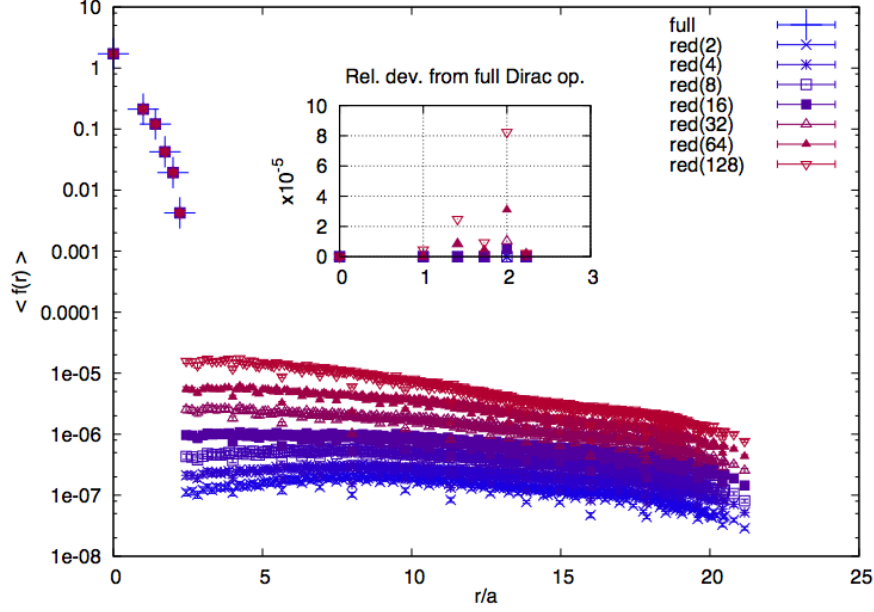 10
1
0.1
0.01
0.001
0.0001
1e-05
1e-06
1e-07
1e-08
< f(r) >
0 5 10 15 20 25
r/a
full
red(2)
red(4)
red(8)
red(16)
red(32)
red(64)
red(128)
Rel. dev. from full Dirac op.
10
8
6
4
2
0
x10^-5
0 1 2 3